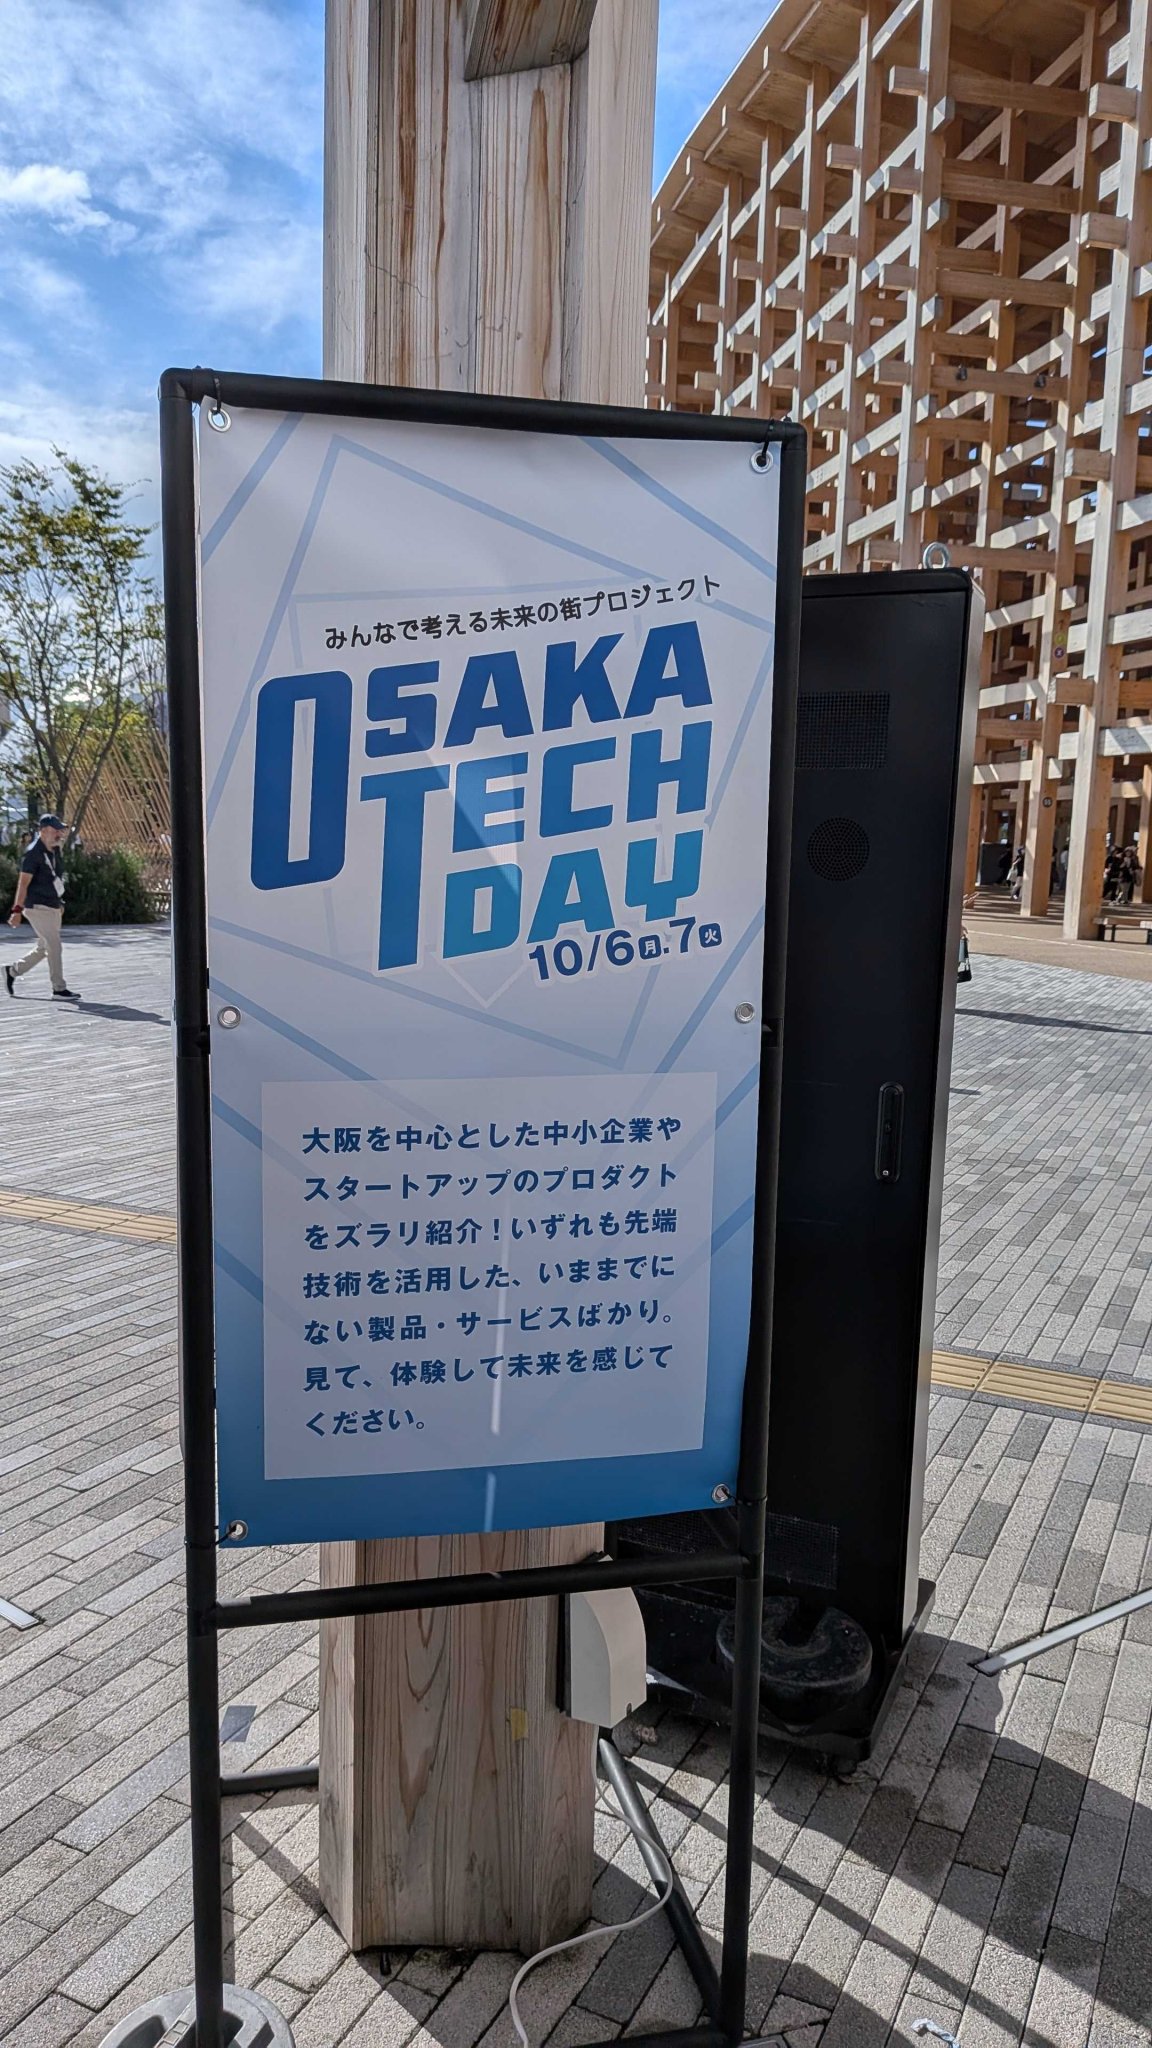 みんなで考える未来の街プロジェクト
OSAKA
TECH
DAY
10/6月.7火
大阪を中心とした中小企業や
スタートアップのプロダクト
をズラリ紹介！いずれも先端
技術を活用した、いままでに
ない製品・サービスばかり。
見て、体験して未来を感じて
ください。